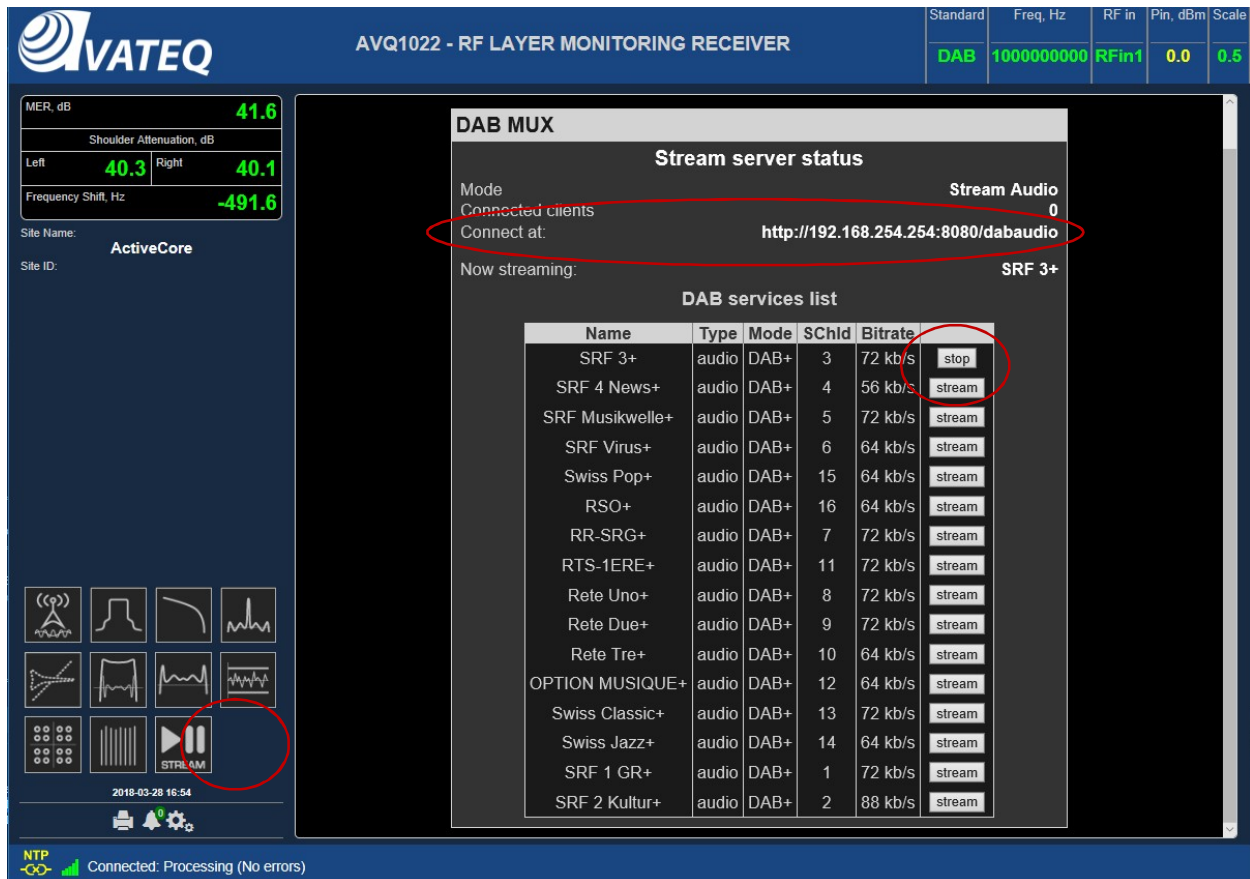 AVATEQ
AVQ1022 - RF LAYER MONITORING RECEIVER
Standard Freq, Hz RF in Pin, dBm Scale
DAB 1000000000 RFin1 0.0 0.5
MER, dB 41.6
Shoulder Attenuation, dB
Left 40.3 Right 40.1
Frequency Shift, Hz -491.6
Site Name:
ActiveCore
Site ID:
STREAM
2018-03-28 16:54
0
DAB MUX
Stream server status
Mode Stream Audio
Connected clients 0
Connect at: http://192.168.254.254:8080/dabaudio
Now streaming: SRF 3+
DAB services list
Name Type Mode SChId Bitrate
SRF 3+ audio DAB+ 3 72 kb/s stop
SRF 4 News+ audio DAB+ 4 56 kb/s stream
SRF Musikwelle+ audio DAB+ 5 72 kb/s stream
SRF Virus+ audio DAB+ 6 64 kb/s stream
Swiss Pop+ audio DAB+ 15 64 kb/s stream
RSO+ audio DAB+ 16 64 kb/s stream
RR-SRG+ audio DAB+ 7 72 kb/s stream
RTS-1ERE+ audio DAB+ 11 72 kb/s stream
Rete Uno+ audio DAB+ 8 72 kb/s stream
Rete Due+ audio DAB+ 9 72 kb/s stream
Rete Tre+ audio DAB+ 10 64 kb/s stream
OPTION MUSIQUE+ audio DAB+ 12 64 kb/s stream
Swiss Classic+ audio DAB+ 13 72 kb/s stream
Swiss Jazz+ audio DAB+ 14 64 kb/s stream
SRF 1 GR+ audio DAB+ 1 72 kb/s stream
SRF 2 Kultur+ audio DAB+ 2 88 kb/s stream
NTP
Connected: Processing (No errors)